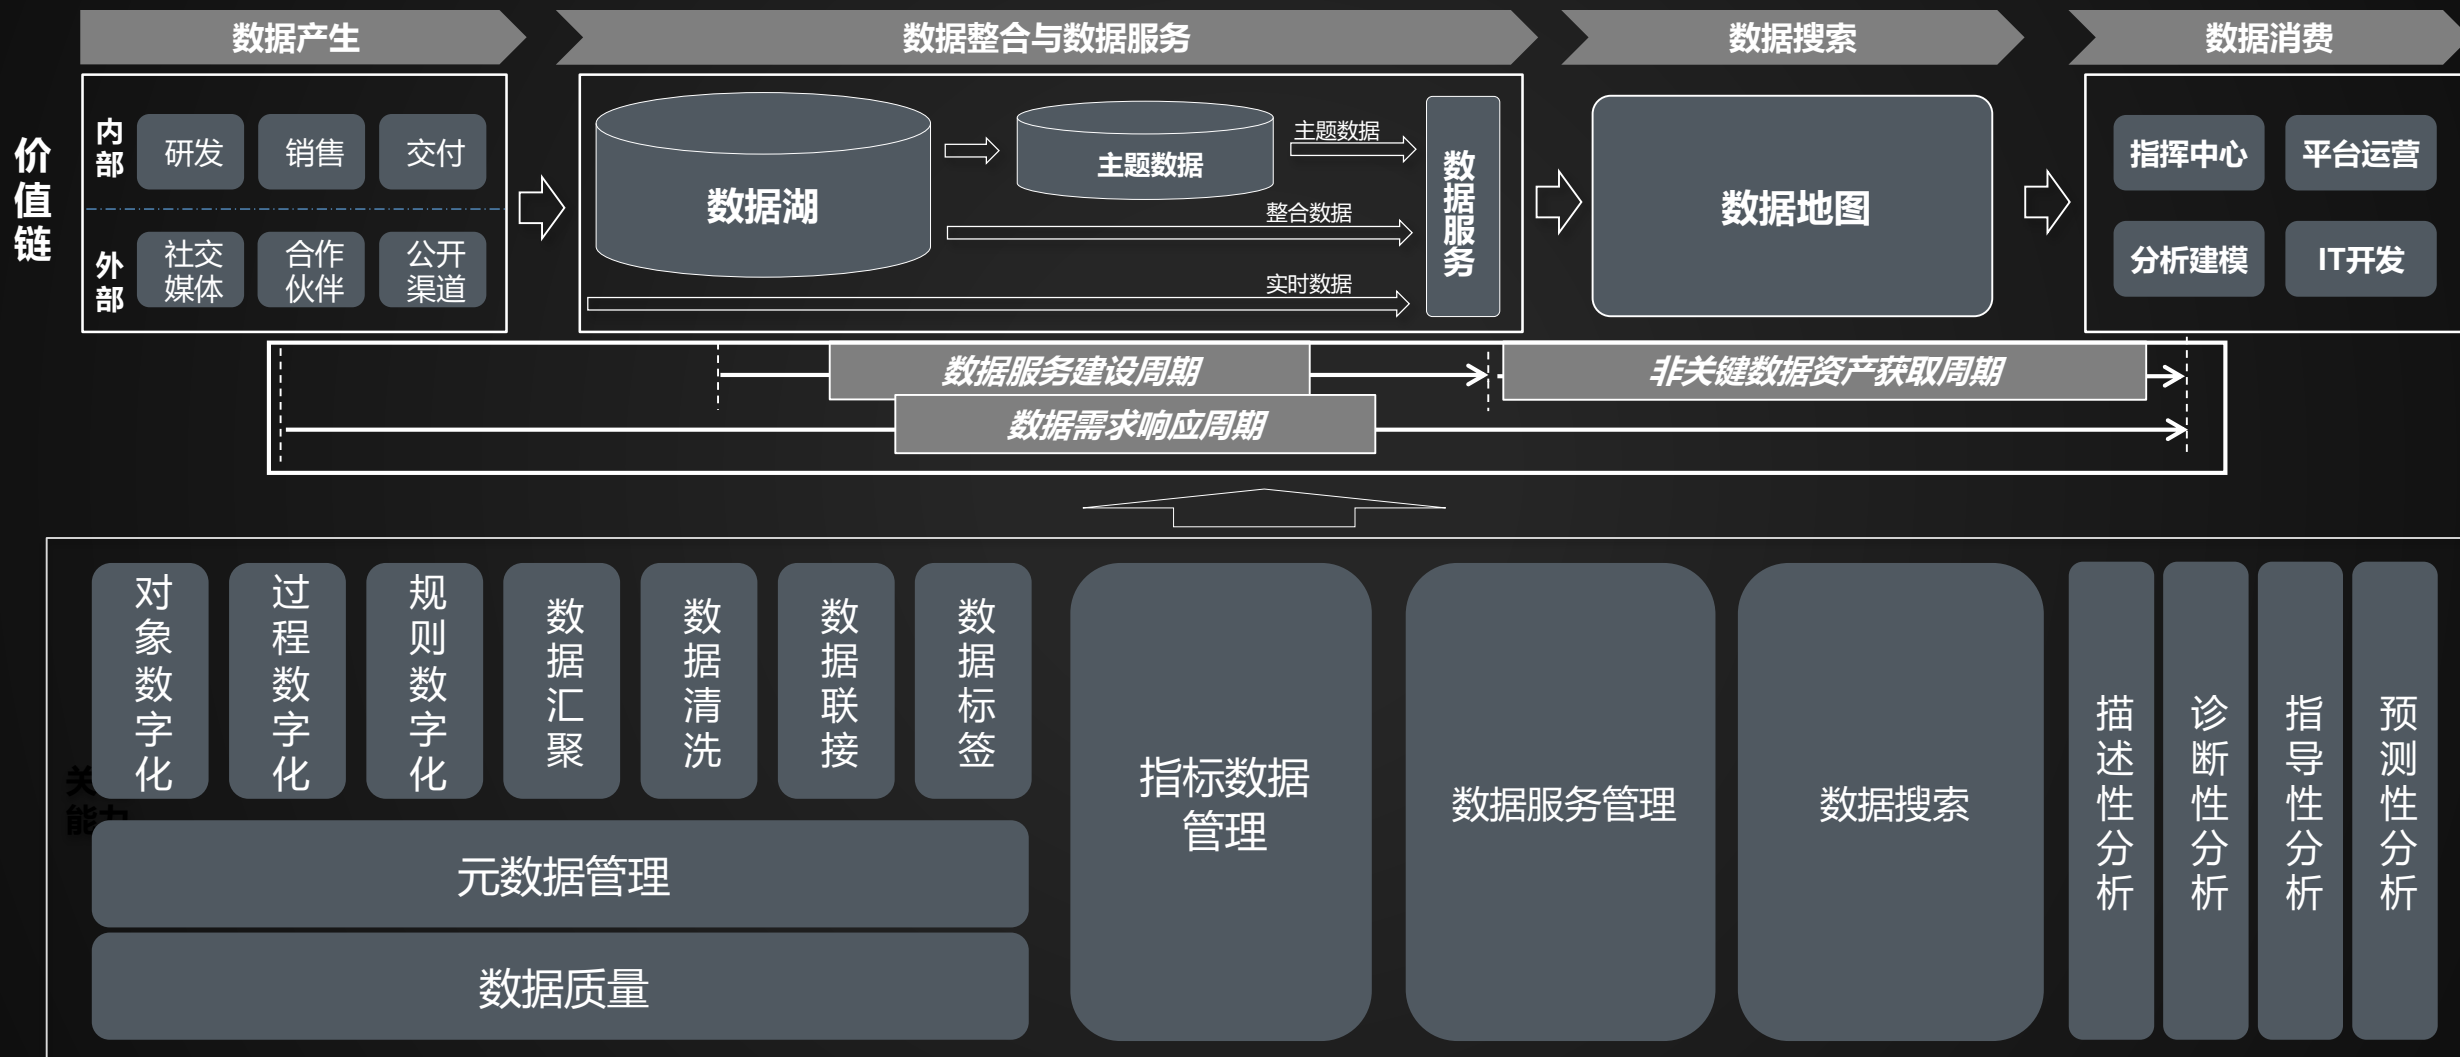 数据产生
数据整合与数据服务
数据搜索
数据消费
价值链
内部
研发
销售
交付
外部
社交
媒体
合作
伙伴
公开
渠道
数据湖
主题数据
主题数据
整合数据
实时数据
数据服务
数据地图
指挥中心
平台运营
分析建模
IT开发
数据服务建设周期
非关键数据资产获取周期
数据需求响应周期
关
能力
对象数字化
过程数字化
规则数字化
数据汇聚
数据清洗
数据联接
数据标签
元数据管理
数据质量
指标数据
管理
数据服务管理
数据搜索
描述性分析
诊断性分析
指导性分析
预测性分析